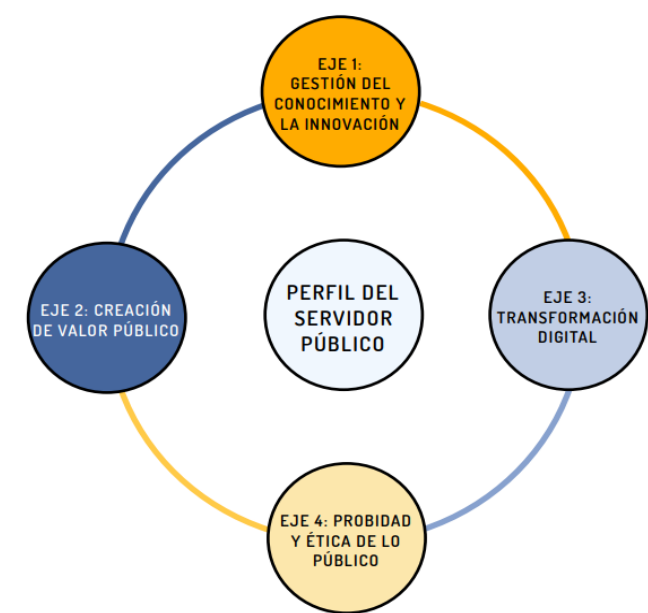 EJE 1:
GESTIÓN DEL
CONOCIMIENTO Y
LA INNOVACIÓN
EJE 2: CREACIÓN
DE VALOR PÚBLICO
PERFIL DEL
SERVIDOR
PÚBLICO
EJE 3:
TRANSFORMACIÓN
DIGITAL
EJE 4: PROBIDAD
Y ÉTICA DE LO
PÚBLICO